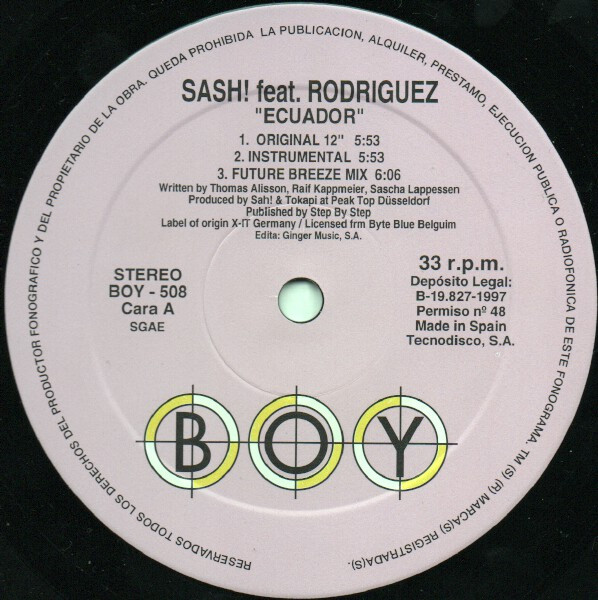 RESERVADOS TODOS LOS DERECHOS DEL PRODUCTOR FONOGRAFICO Y DEL PROPIETARIO DE LA OBRA. QUEDA PROHIBIDA LA PUBLICACION, ALQUILER, PRESTAMO, EJECUCION PUBLICA O RADIOFONICA DE ESTE FONOGRAMA. TM (S) (R) MARCA(S) REGISTRADA(S).
SASH! feat. RODRIGUEZ
"ECUADOR"
1. ORIGINAL 12" 5:53
2. INSTRUMENTAL 5:53
3. FUTURE BREEZE MIX 6:06
Written by Thomas Alisson, Ralf Kappmeier, Sascha Lappessen
Produced by Sah! & Tokapi at Peak Top Düsseldorf
Published by Step By Step
Label of origin X-IT Germany / Licensed frm Byte Blue Belguim
Edita: Ginger Music, S.A.
STEREO
BOY - 508
Cara A
SGAE
33 r.p.m.
Depósito Legal:
B-19.827-1997
Permiso nº 48
Made in Spain
Tecnodisco, S.A.
BOY